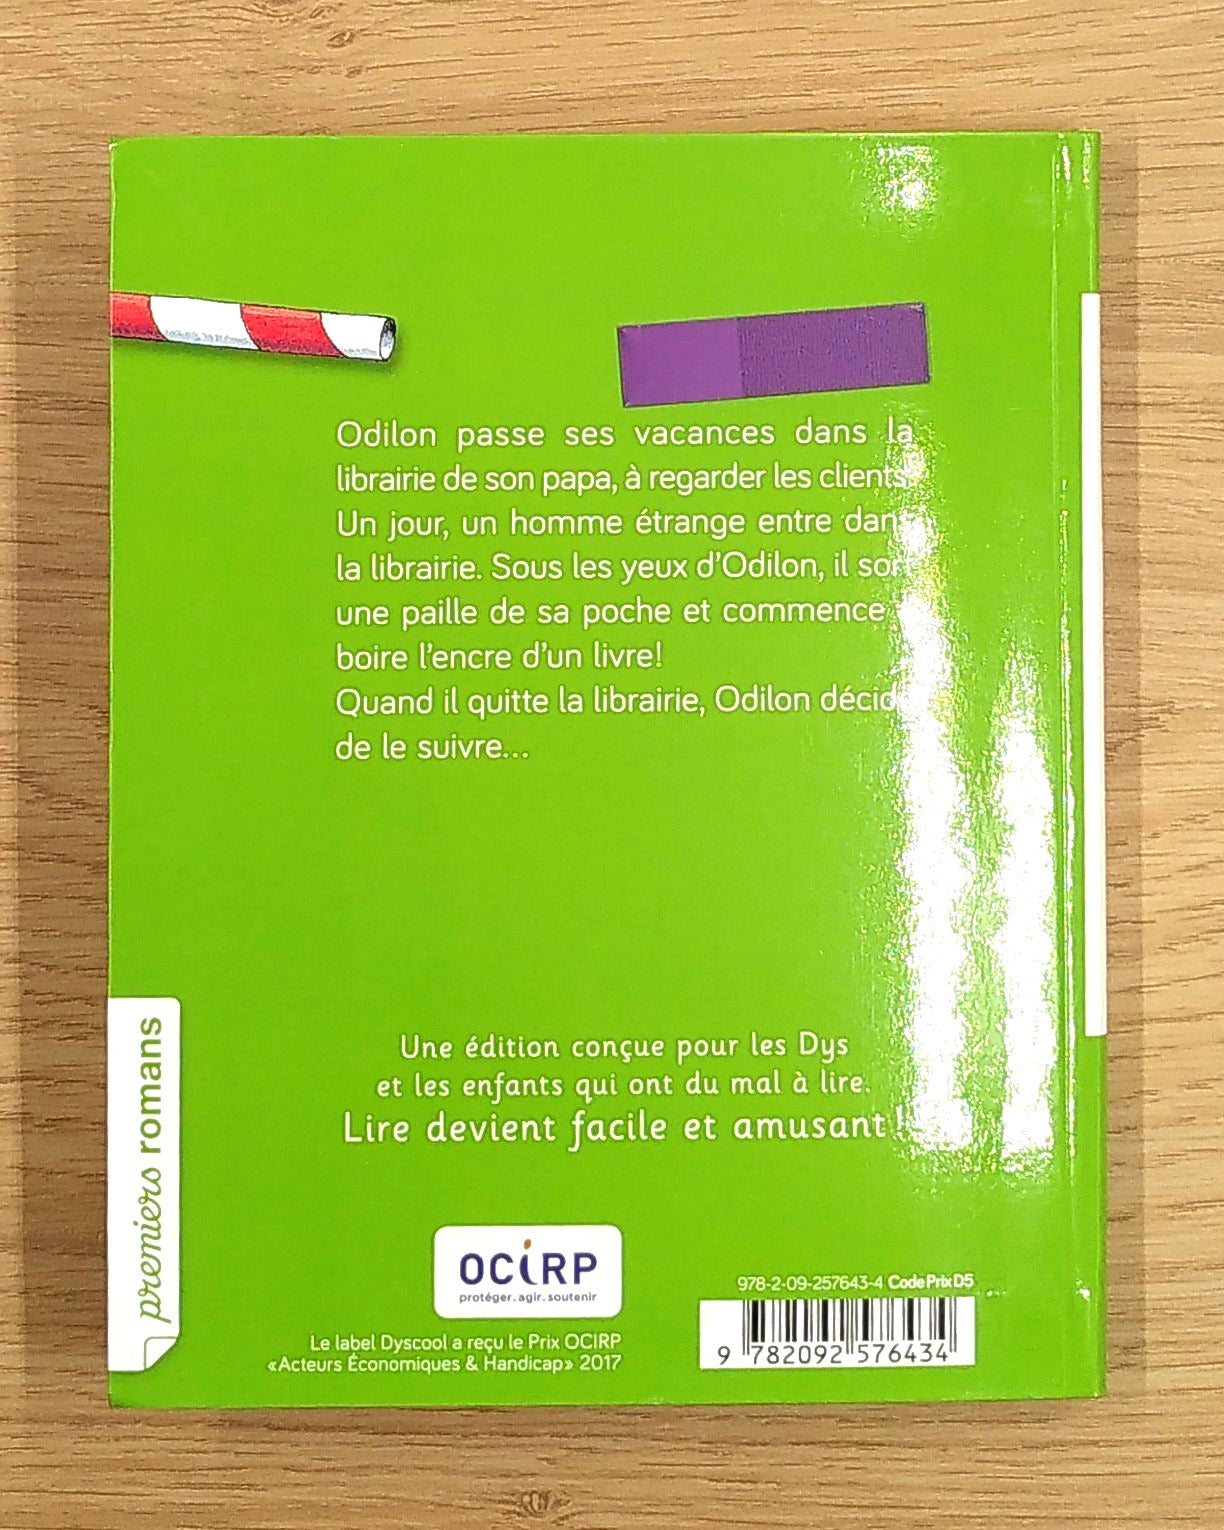 Odilon passe ses vacances dans la
librairie de son papa, à regarder les clients.
Un jour, un homme étrange entre dans
la librairie. Sous les yeux d'Odilon, il sort
une paille de sa poche et commence
boire l'encre d'un livre!
Quand il quitte la librairie, Odilon décide
de le suivre...
Une édition conçue pour les Dys
et les enfants qui ont du mal à lire.
Lire devient facile et amusant !
premiers romans
OCIRP
protéger. agir. soutenir
Le label Dyscool a reçu le Prix OCIRP
«Acteurs Économiques & Handicap» 2017
978-2-09-257643-4 Code Prix D5
9 782092 576434